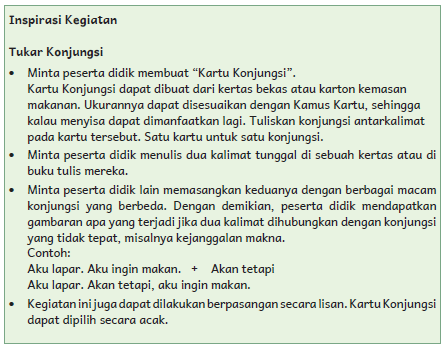 Inspirasi Kegiatan
Tukar Konjungsi
• Minta peserta didik membuat “Kartu Konjungsi”.
Kartu Konjungsi dapat dibuat dari kertas bekas atau karton kemasan
makanan. Ukurannya dapat disesuaikan dengan Kamus Kartu, sehingga
kalau menyisa dapat dimanfaatkan lagi. Tuliskan konjungsi antarkalimat
pada kartu tersebut. Satu kartu untuk satu konjungsi.
• Minta peserta didik menulis dua kalimat tunggal di sebuah kertas atau di
buku tulis mereka.
• Minta peserta didik lain memasangkan keduanya dengan berbagai macam
konjungsi yang berbeda. Dengan demikian, peserta didik mendapatkan
gambaran apa yang terjadi jika dua kalimat dihubungkan dengan konjungsi
yang tidak tepat, misalnya kejanggalan makna.
Contoh:
Aku lapar. Aku ingin makan. + Akan tetapi
Aku lapar. Akan tetapi, aku ingin makan.
• Kegiatan ini juga dapat dilakukan berpasangan secara lisan. Kartu Konjungsi
dapat dipilih secara acak.